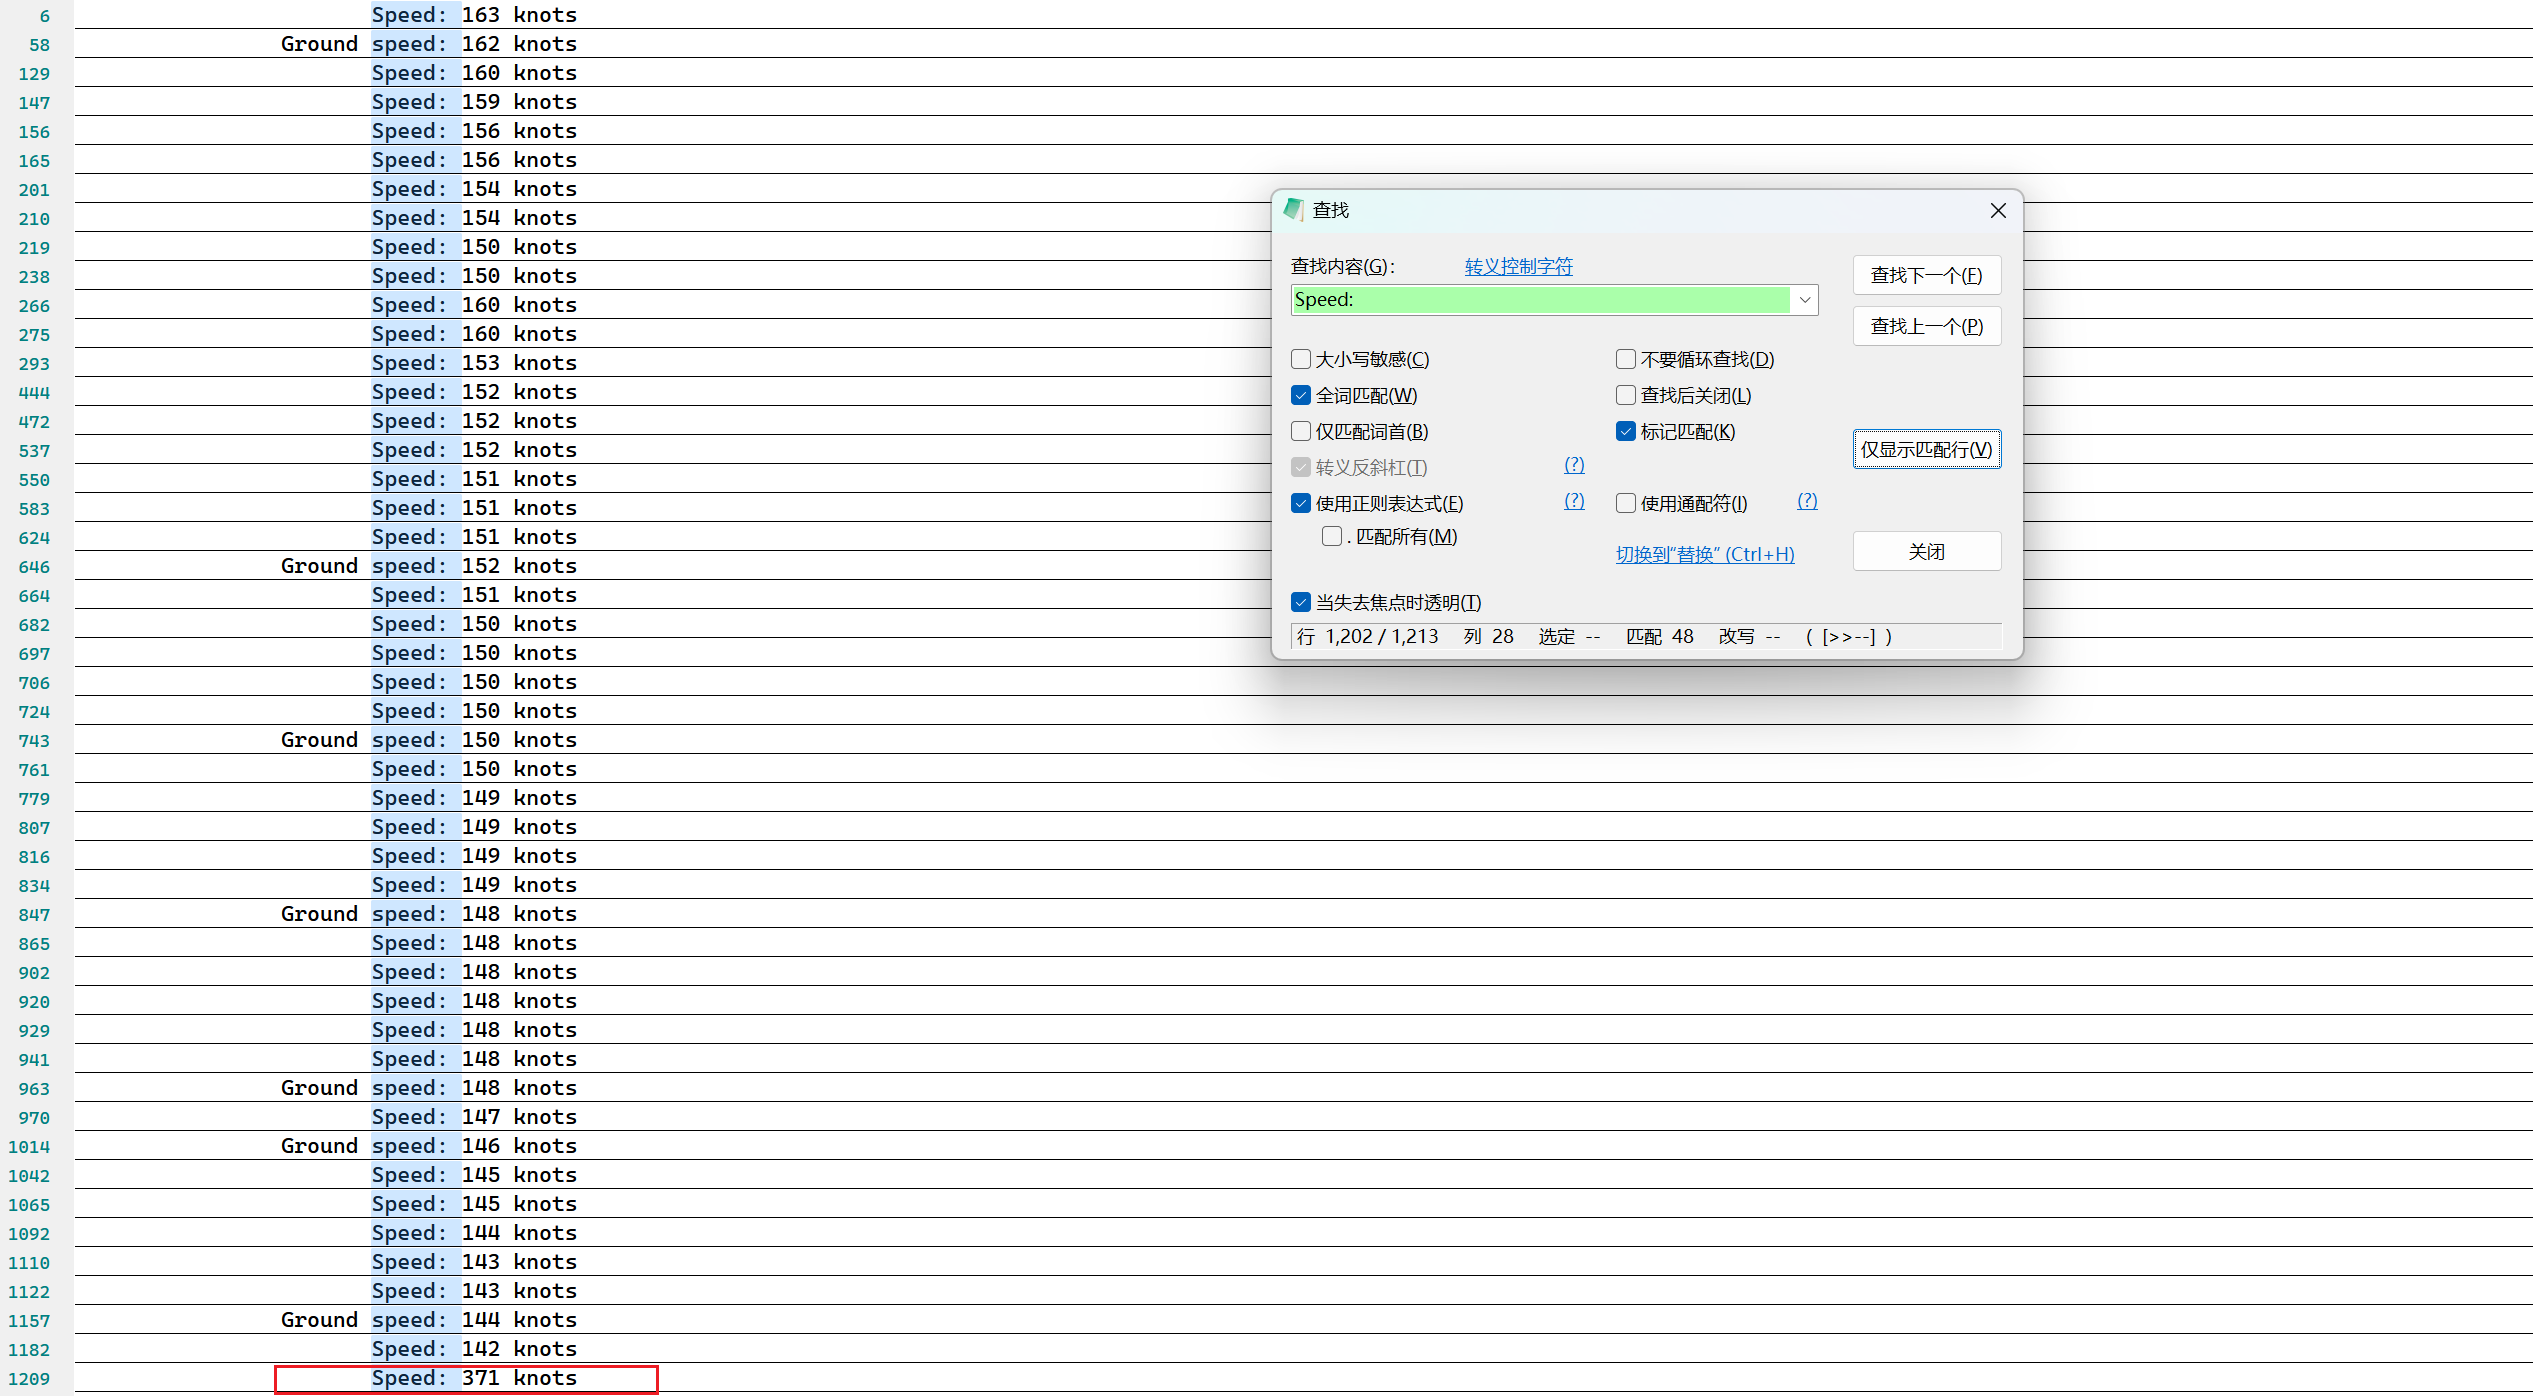 6 Speed: 163 knots
58 Ground speed: 162 knots
129 Speed: 160 knots
147 Speed: 159 knots
156 Speed: 156 knots
165 Speed: 156 knots
201 Speed: 154 knots
210 Speed: 154 knots
219 Speed: 150 knots
238 Speed: 150 knots
266 Speed: 160 knots
275 Speed: 160 knots
293 Speed: 153 knots
444 Speed: 152 knots
472 Speed: 152 knots
537 Speed: 152 knots
550 Speed: 151 knots
583 Speed: 151 knots
624 Speed: 151 knots
646 Ground speed: 152 knots
664 Speed: 151 knots
682 Speed: 150 knots
697 Speed: 150 knots
706 Speed: 150 knots
724 Speed: 150 knots
743 Ground speed: 150 knots
761 Speed: 150 knots
779 Speed: 149 knots
807 Speed: 149 knots
816 Speed: 149 knots
834 Speed: 149 knots
847 Ground speed: 148 knots
865 Speed: 148 knots
902 Speed: 148 knots
920 Speed: 148 knots
929 Speed: 148 knots
941 Speed: 148 knots
963 Ground speed: 148 knots
970 Speed: 147 knots
1014 Ground speed: 146 knots
1042 Speed: 145 knots
1065 Speed: 145 knots
1092 Speed: 144 knots
1110 Speed: 143 knots
1122 Speed: 143 knots
1157 Ground speed: 144 knots
1182 Speed: 142 knots
1209 Speed: 371 knots
查找
查找内容(G): 转义控制字符
Speed:
查找下一个(F)
查找上一个(P)
大小写敏感(C) 不要循环查找(D)
全词匹配(W) 查找后关闭(L)
仅匹配词首(B) 标记匹配(K)
仅显示匹配行(V)
转义反斜杠(T) (?)
使用正则表达式(E) (?) 使用通配符(I) (?)
. 匹配所有(M)
切换到“替换” (Ctrl+H)
关闭
当失去焦点时透明(T)
行 1,202 / 1,213 列 28 选定 -- 匹配 48 改写 -- ( [>>--] )